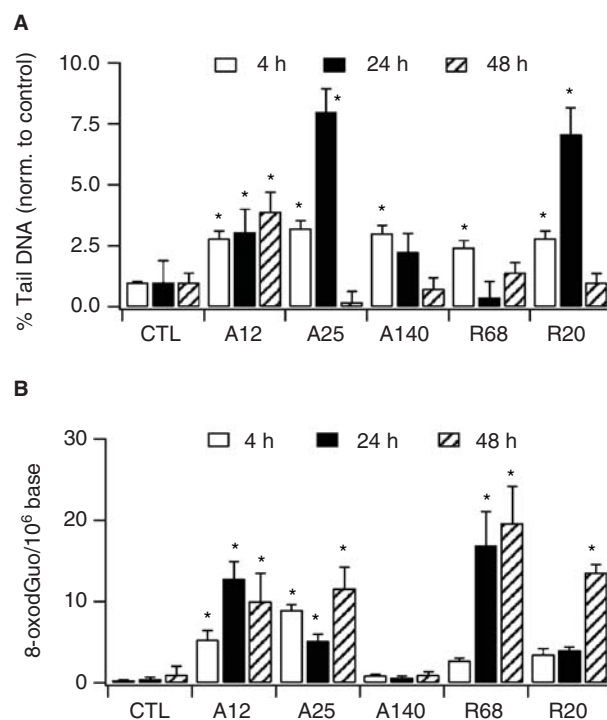 A
% Tail DNA (norm. to control)
10.0
7.5
5.0
2.5
0.0
4 h 24 h 48 h
* * * * * * * * *
CTL A12 A25 A140 R68 R20
B
8-oxodGuo/10⁶ base
30
20
10
0
4 h 24 h 48 h
* * * * * * * * *
CTL A12 A25 A140 R68 R20